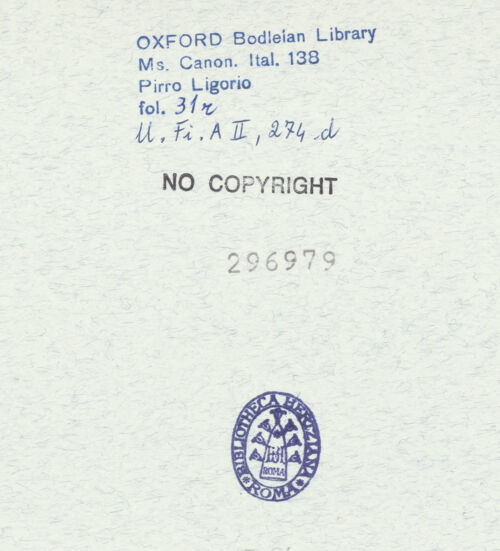 OXFORD Bodleian Library
Ms. Canon. Ital. 138
Pirro Ligorio
fol. 31r
U. Fi. A II, 274 d
NO COPYRIGHT
296979
BIBLIOTHECA HERTZIANA
ROMA
ROMA